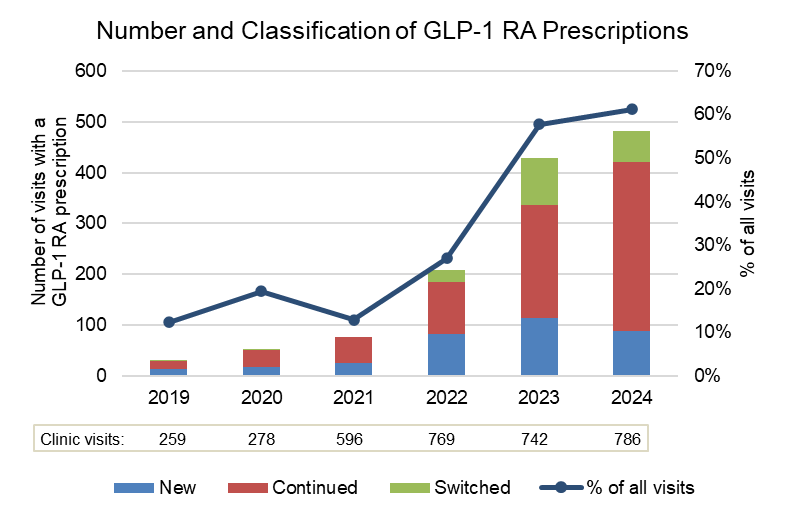 Number and Classification of GLP-1 RA Prescriptions
Number of visits with a
GLP-1 RA prescription
600
500
400
300
200
100
0
70%
60%
50%
40%
30%
20%
10%
0%
% of all visits
2019 2020 2021 2022 2023 2024
Clinic visits: 259 278 596 769 742 786
New Continued Switched % of all visits